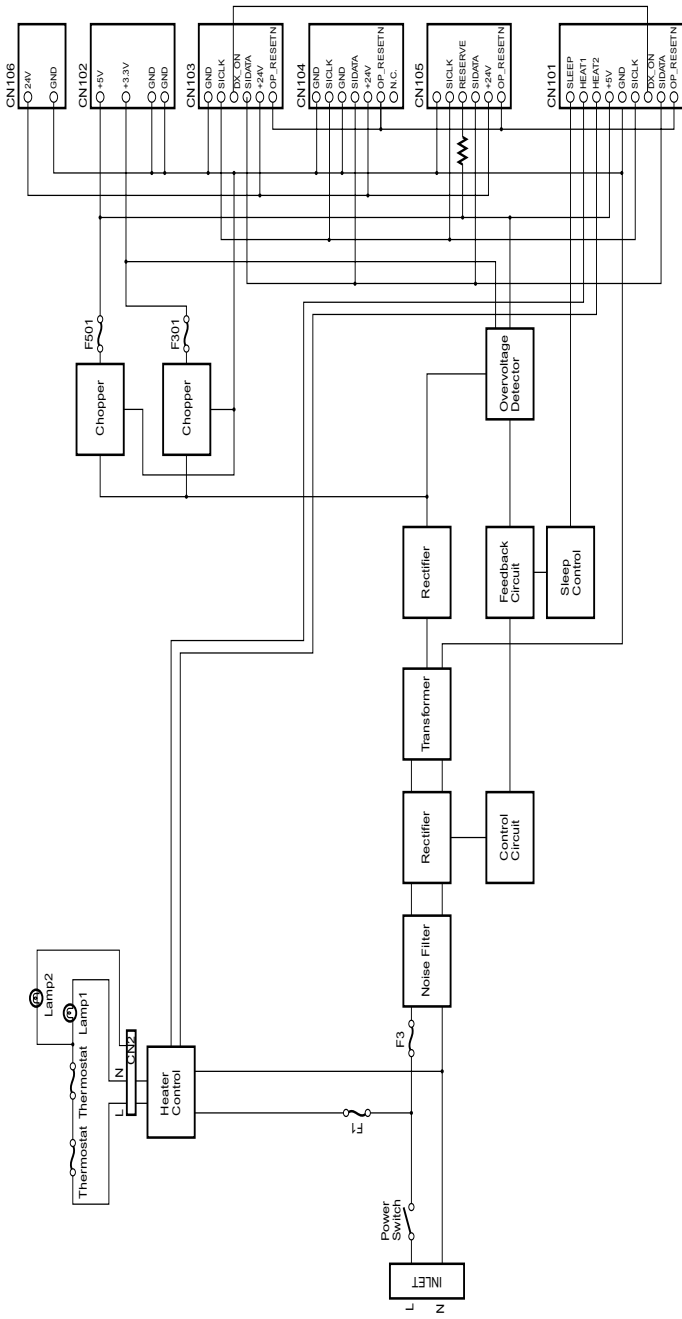 CN106
24V
GND
CN102
+5V
+3.3V
GND
GND
CN103
GND
SICLK
DX_ON
SIDATA
+24V
OP_RESETN
CN104
GND
SICLK
GND
SIDATA
+24V
OP_RESETN
N.C.
CN105
SICLK
RESERVE
SIDATA
+24V
OP_RESETN
CN101
SLEEP
HEAT1
HEAT2
+5V
GND
SICLK
DX_ON
SIDATA
OP_RESETN
F501
F301
Chopper
Chopper
Overvoltage
Detector
Rectifier
Feedback
Circuit
Sleep
Control
Transformer
Rectifier
Control
Circuit
Noise Filter
F3
Lamp2
Lamp1
Thermostat
Thermostat
N
L
CN2
Heater
Control
F1
Power
Switch
INLET
L
N